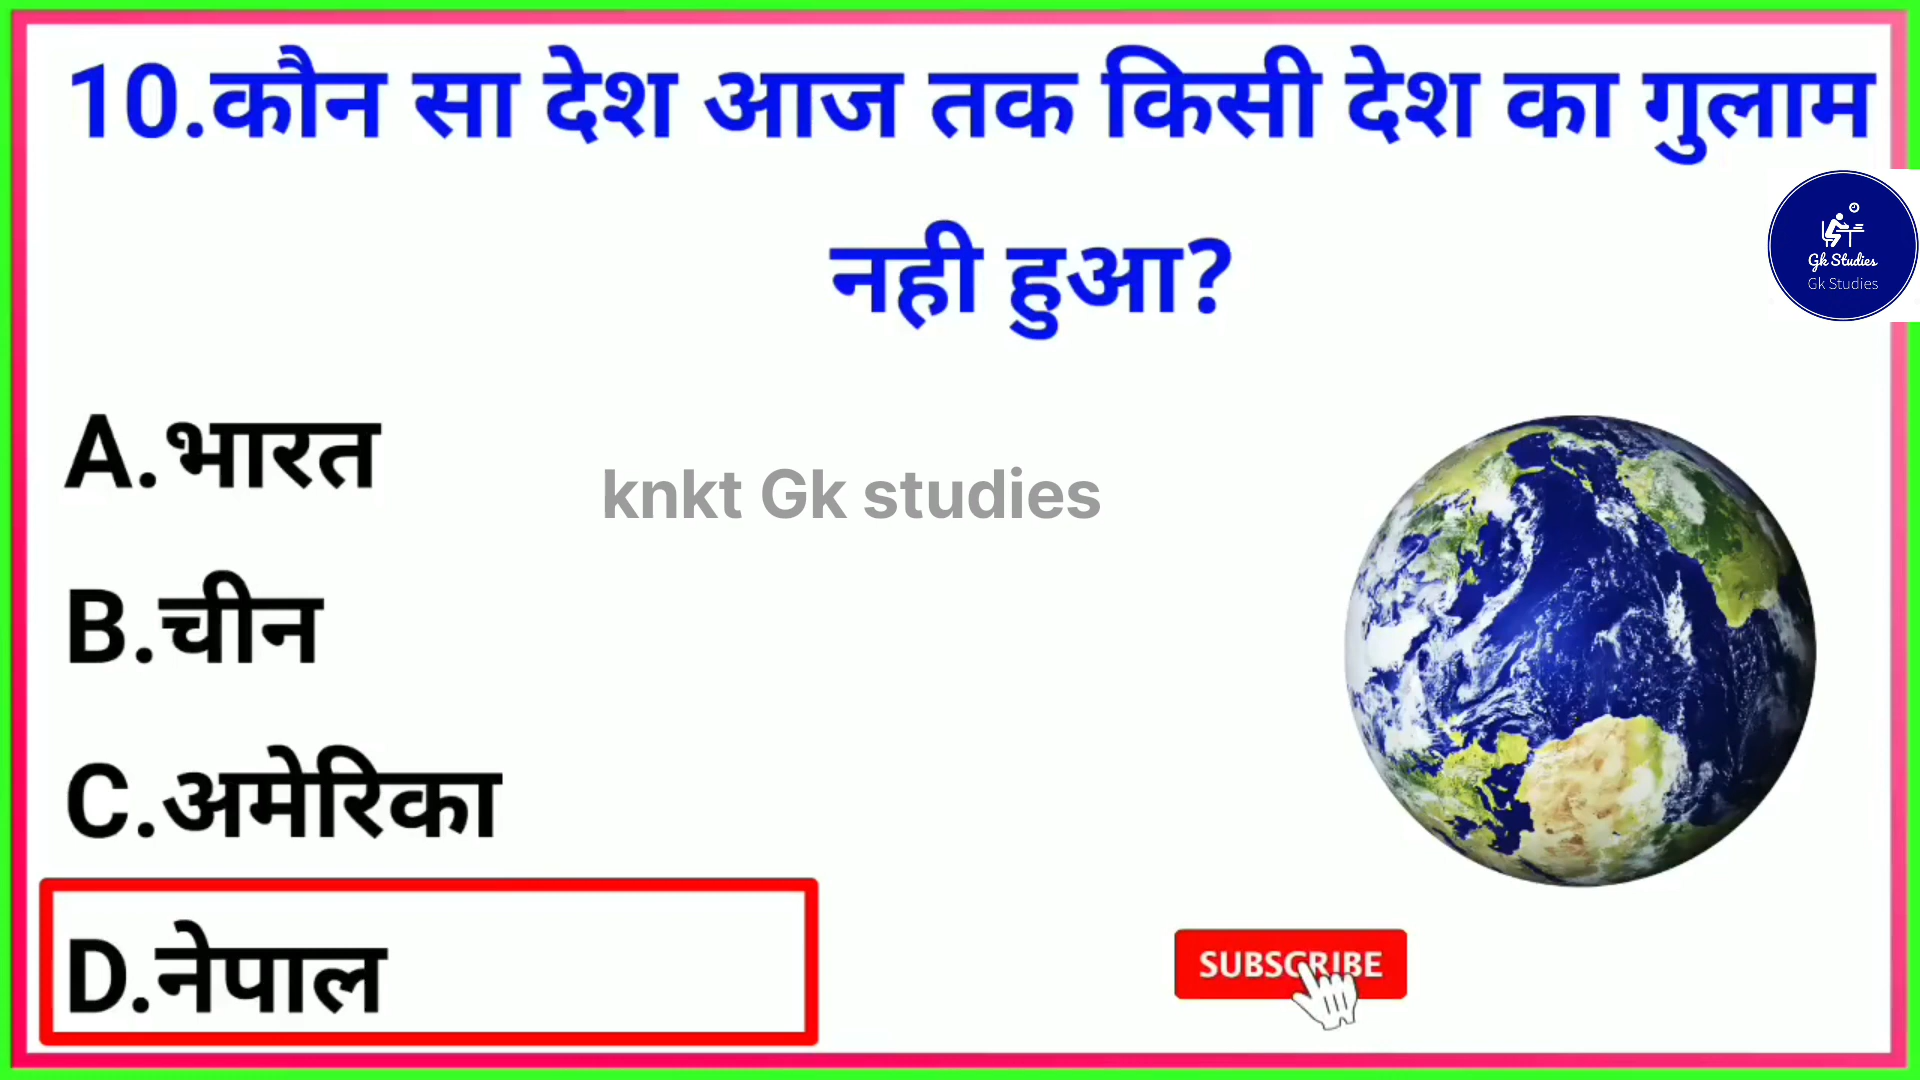 10.कौन सा देश आज तक किसी देश का गुलाम
नही हुआ?
Gk Studies
Gk Studies
A.भारत
knkt Gk studies
B.चीन
C.अमेरिका
D.नेपाल
SUBSCRIBE